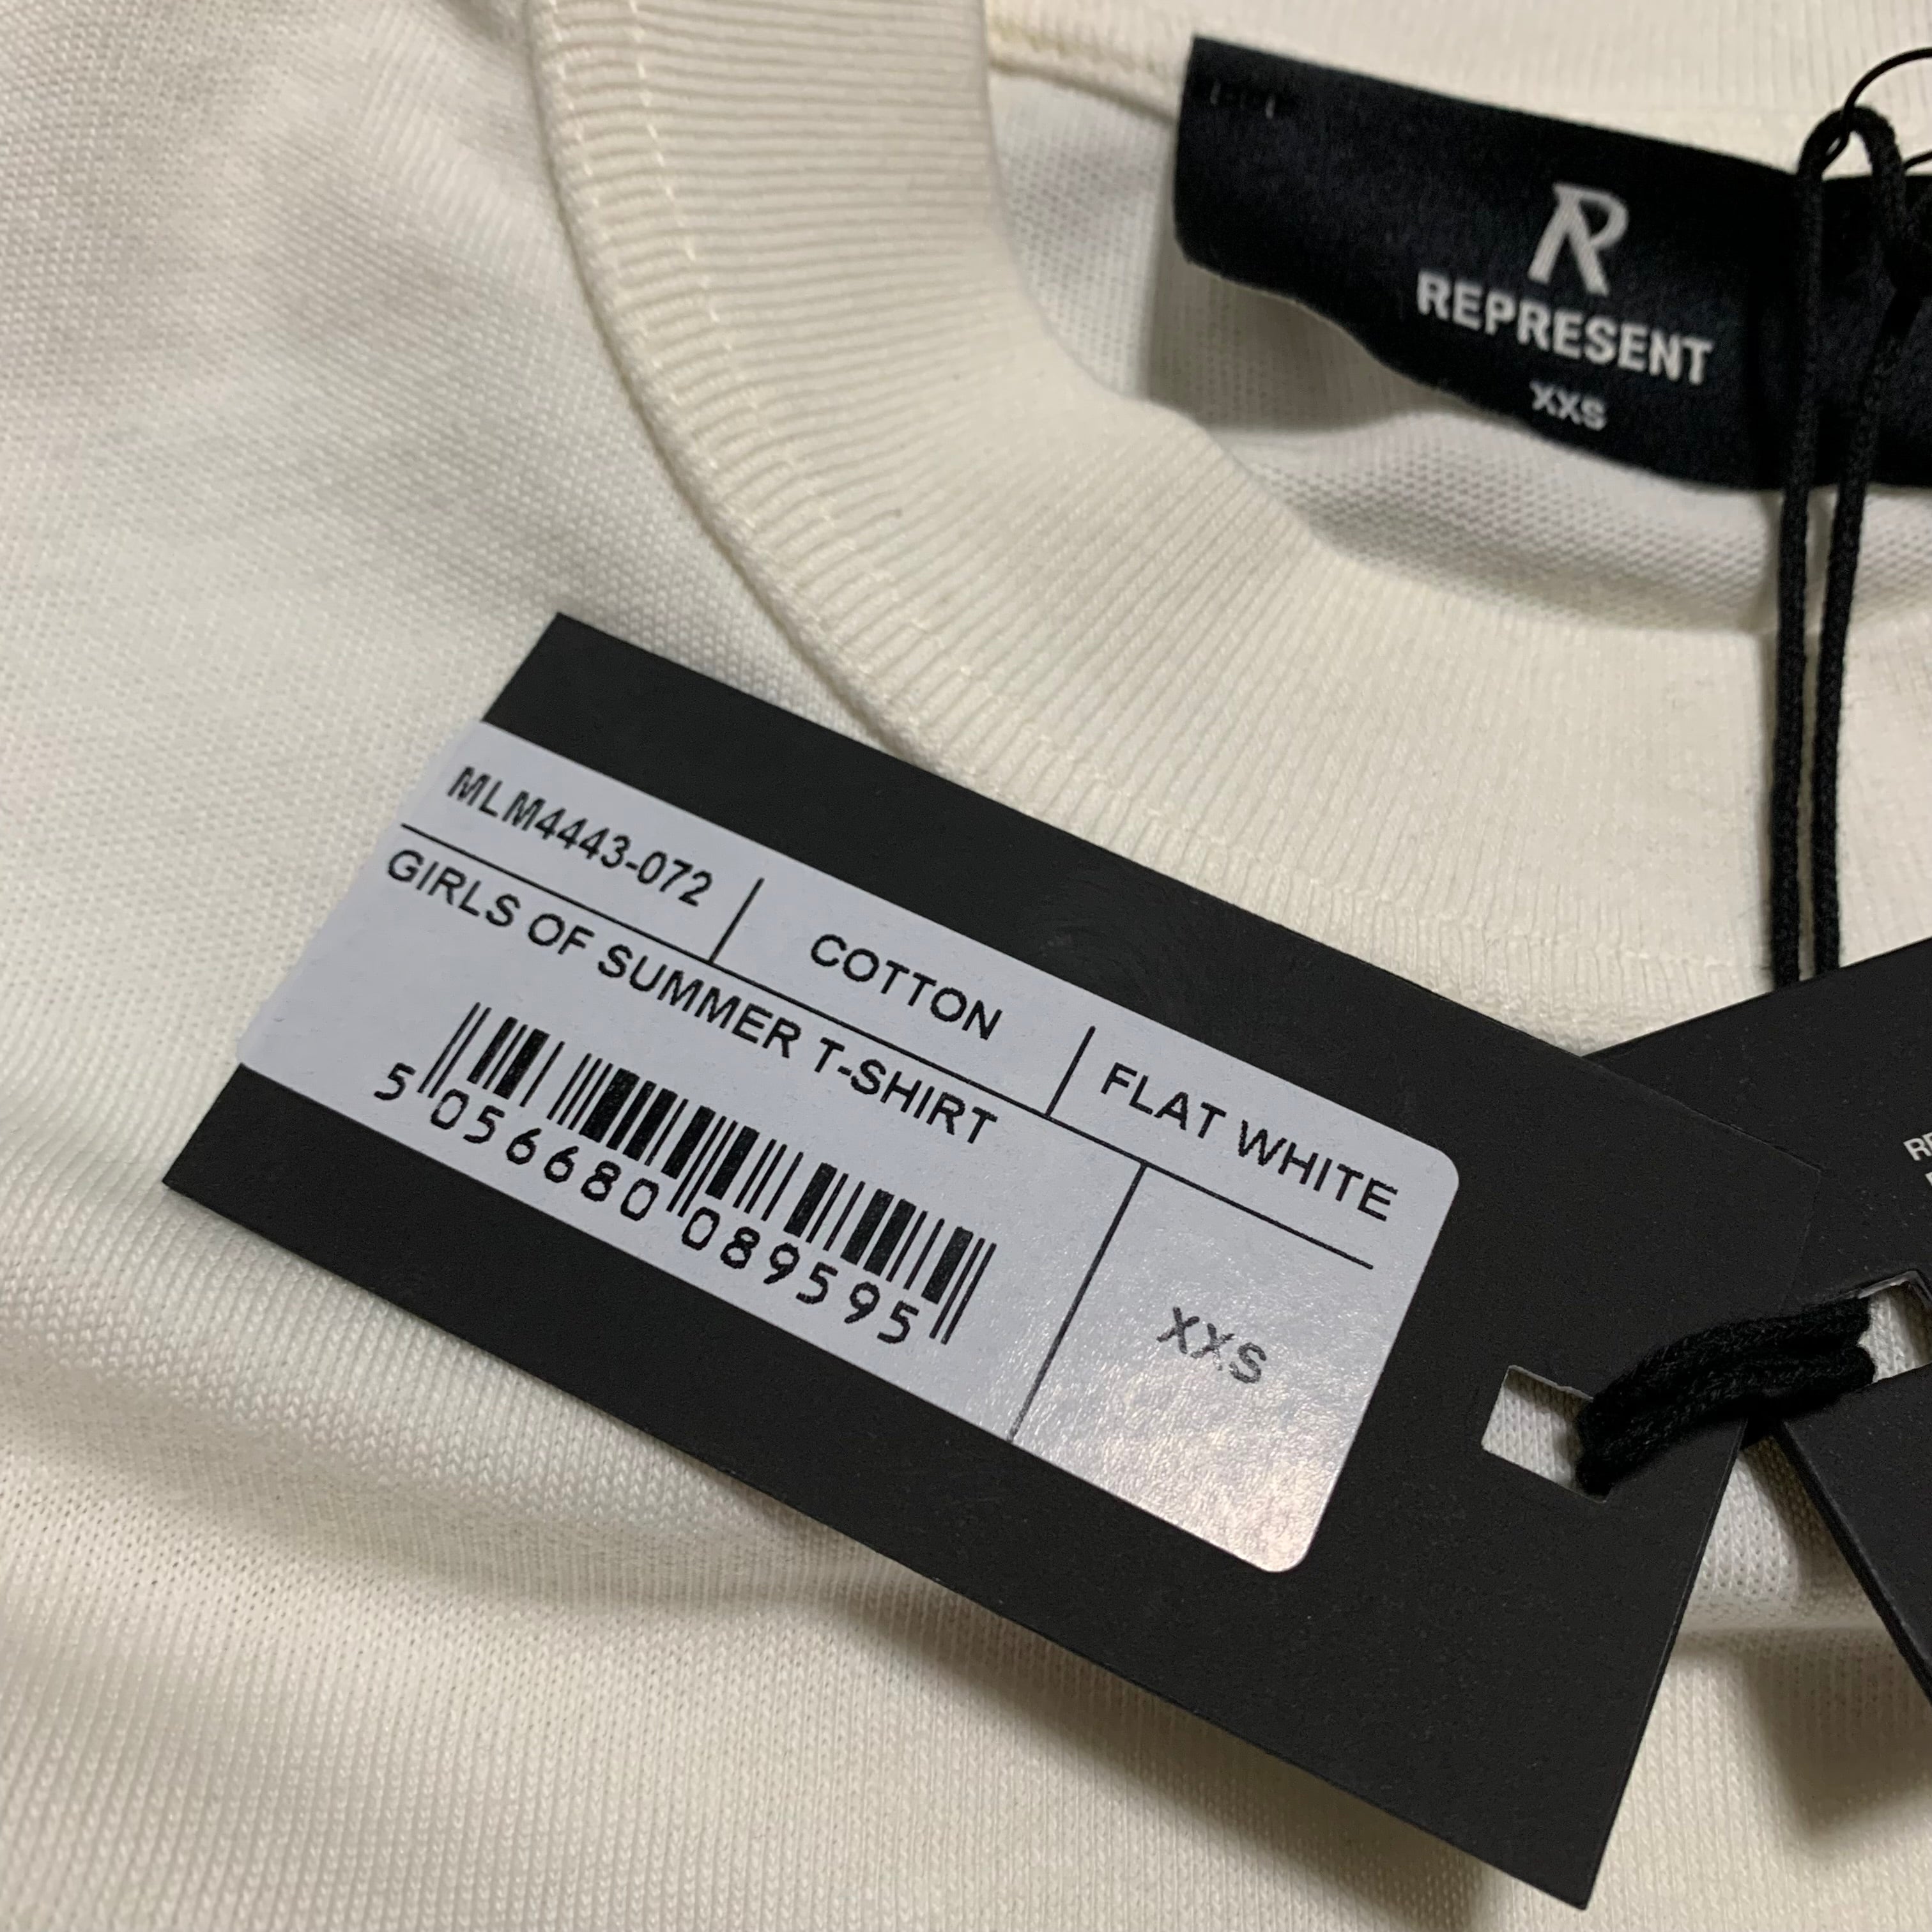 R
REPRESENT
XXS
MLM4443-072 COTTON FLAT WHITE
GIRLS OF SUMMER T-SHIRT
5 056680 089595
XXS